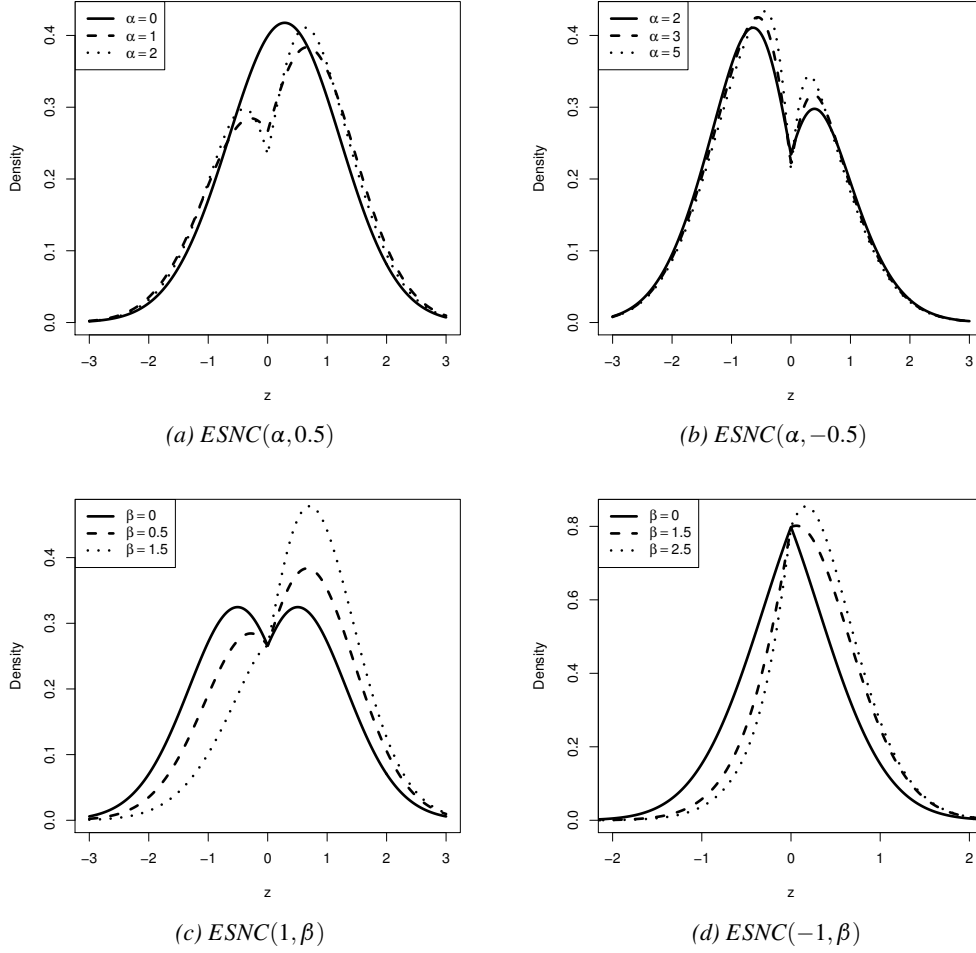 α = 0
α = 1
α = 2
Density
0.0 0.1 0.2 0.3 0.4
−3 −2 −1 0 1 2 3
z
(a) ESNC(α,0.5)
α = 2
α = 3
α = 5
Density
0.0 0.1 0.2 0.3 0.4
−3 −2 −1 0 1 2 3
z
(b) ESNC(α,−0.5)
β = 0
β = 0.5
β = 1.5
Density
0.0 0.1 0.2 0.3 0.4
−3 −2 −1 0 1 2 3
z
(c) ESNC(1,β)
β = 0
β = 1.5
β = 2.5
Density
0.0 0.2 0.4 0.6 0.8
−2 −1 0 1 2
z
(d) ESNC(−1,β)